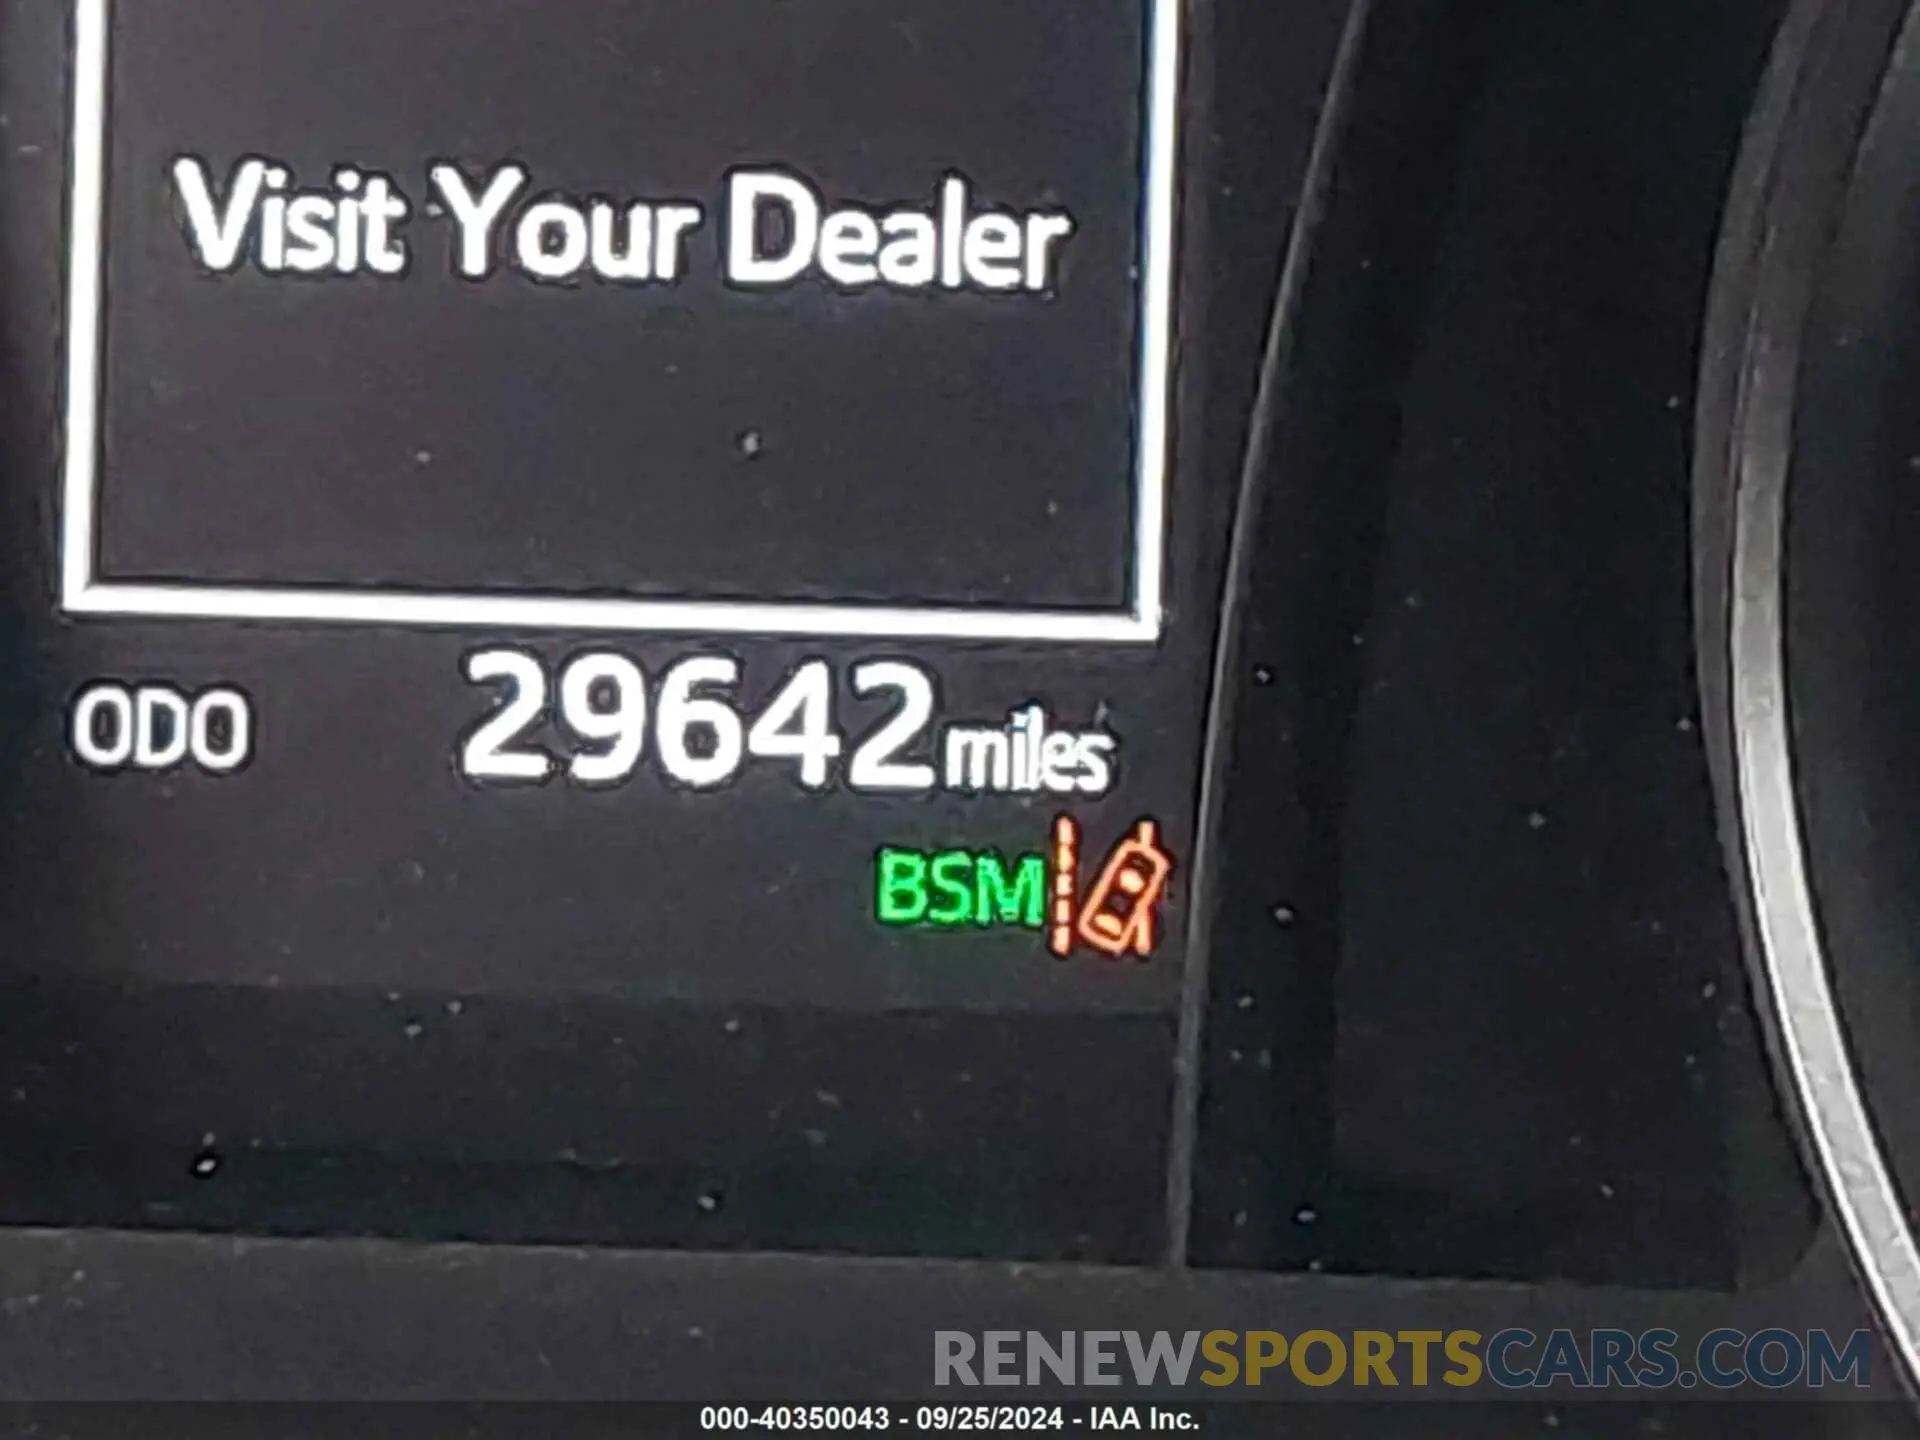 Visit Your Dealer
ODO 29642 miles
BSM
RENEWSPORTSCARS.COM
000-40350043 - 09/25/2024 - IAA Inc.